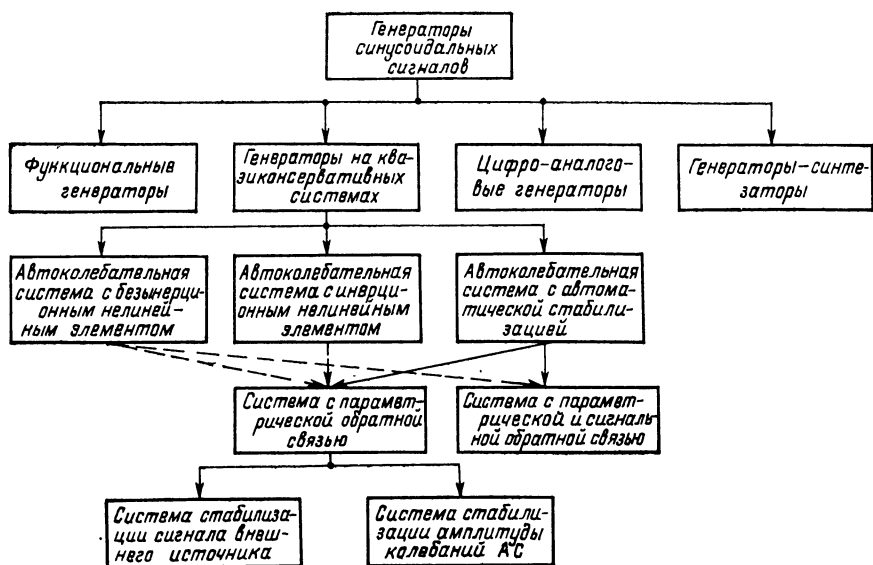 Генераторы
синусоидальных
сигналов
Функциональные
генераторы
Генераторы на ква-
зиконсервативных
системах
Цифро-аналого-
вые генераторы
Генераторы-синте-
заторы
Автоколебательная
система с безынерци-
онным нелиней-
ным элементом
Автоколебательная
система с инерци-
онным нелинейным
элементом
Автоколебательная
система с автома-
тической стабили-
зацией
Система с парамет-
рической обратной
связью
Система с парамет-
рической и сигналь-
ной обратной связью
Система стабилиза-
ции сигнала внеш-
него источника
Система стабили-
зации амплитуды
колебаний АС